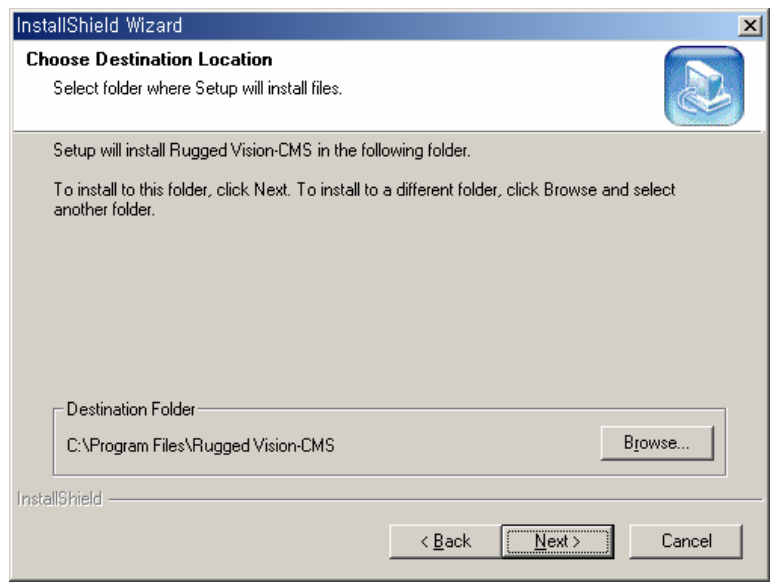 InstallShield Wizard
Choose Destination Location
Select folder where Setup will install files.
Setup will install Rugged Vision-CMS in the following folder.
To install to this folder, click Next. To install to a different folder, click Browse and select
another folder.
Destination Folder
C:\Program Files\Rugged Vision-CMS
Browse...
InstallShield
< Back
Next >
Cancel